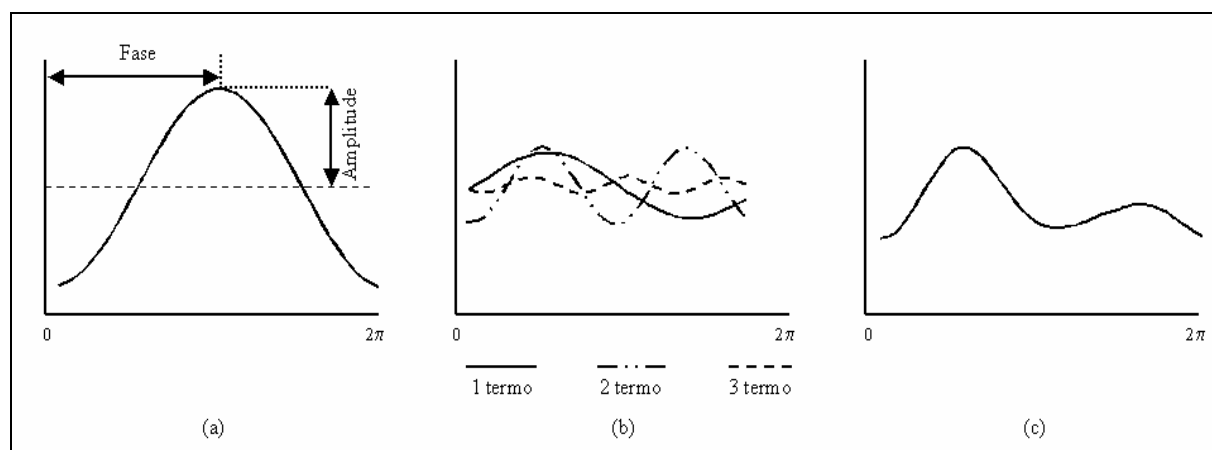 Fase
Amplitude
0
2π
(a)
0
2π
1 termo
2 termo
3 termo
(b)
0
2π
(c)